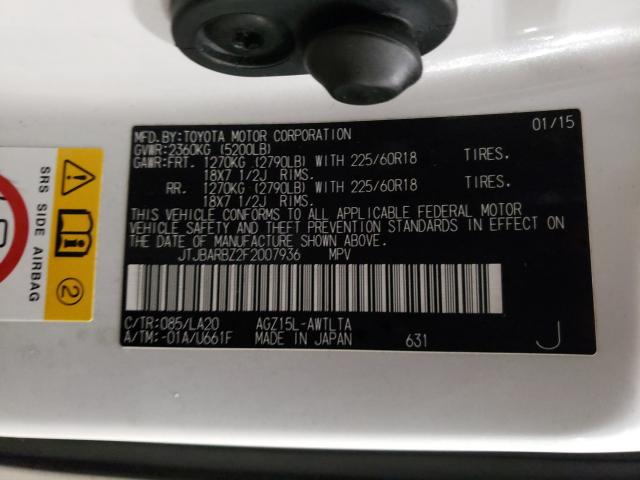 MFD.BY:TOYOTA MOTOR CORPORATION 01/15
GVWR:2360KG (5200LB)
GAWR:FRT. 1270KG (2790LB) WITH 225/60R18 TIRES.
18X7 1/2J RIMS.
RR. 1270KG (2790LB) WITH 225/60R18 TIRES.
18X7 1/2J RIMS.
THIS VEHICLE CONFORMS TO ALL APPLICABLE FEDERAL MOTOR
VEHICLE SAFETY AND THEFT PREVENTION STANDARDS IN EFFECT ON
THE DATE OF MANUFACTURE SHOWN ABOVE.
JTJBARBZ2F2007936 MPV
C/TR:085/LA20 AGZ15L-AWTLTA
A/TM:-01A/U661F MADE IN JAPAN 631 J
SRS SIDE AIRBAG
2